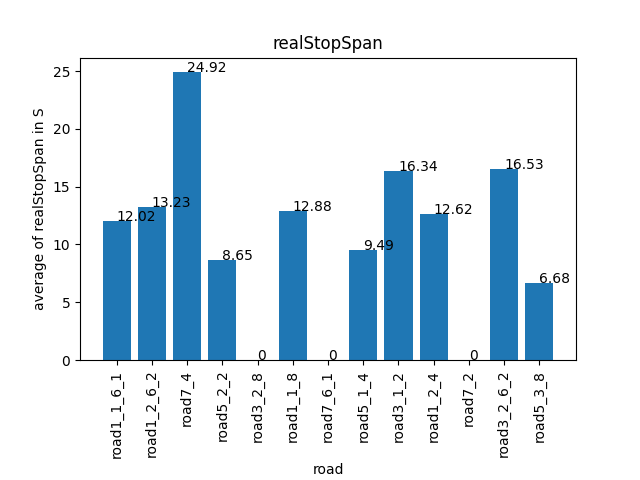 realStopSpan
average of realStopSpan in S
25
20
15
10
5
0
12.02
13.23
24.92
8.65
0
12.88
0
9.49
16.34
12.62
0
16.53
6.68
road1_1_6_1
road1_2_6_2
road7_4
road5_2_2
road3_2_8
road1_1_8
road7_6_1
road5_1_4
road3_1_2
road1_2_4
road7_2
road3_2_6_2
road5_3_8
road